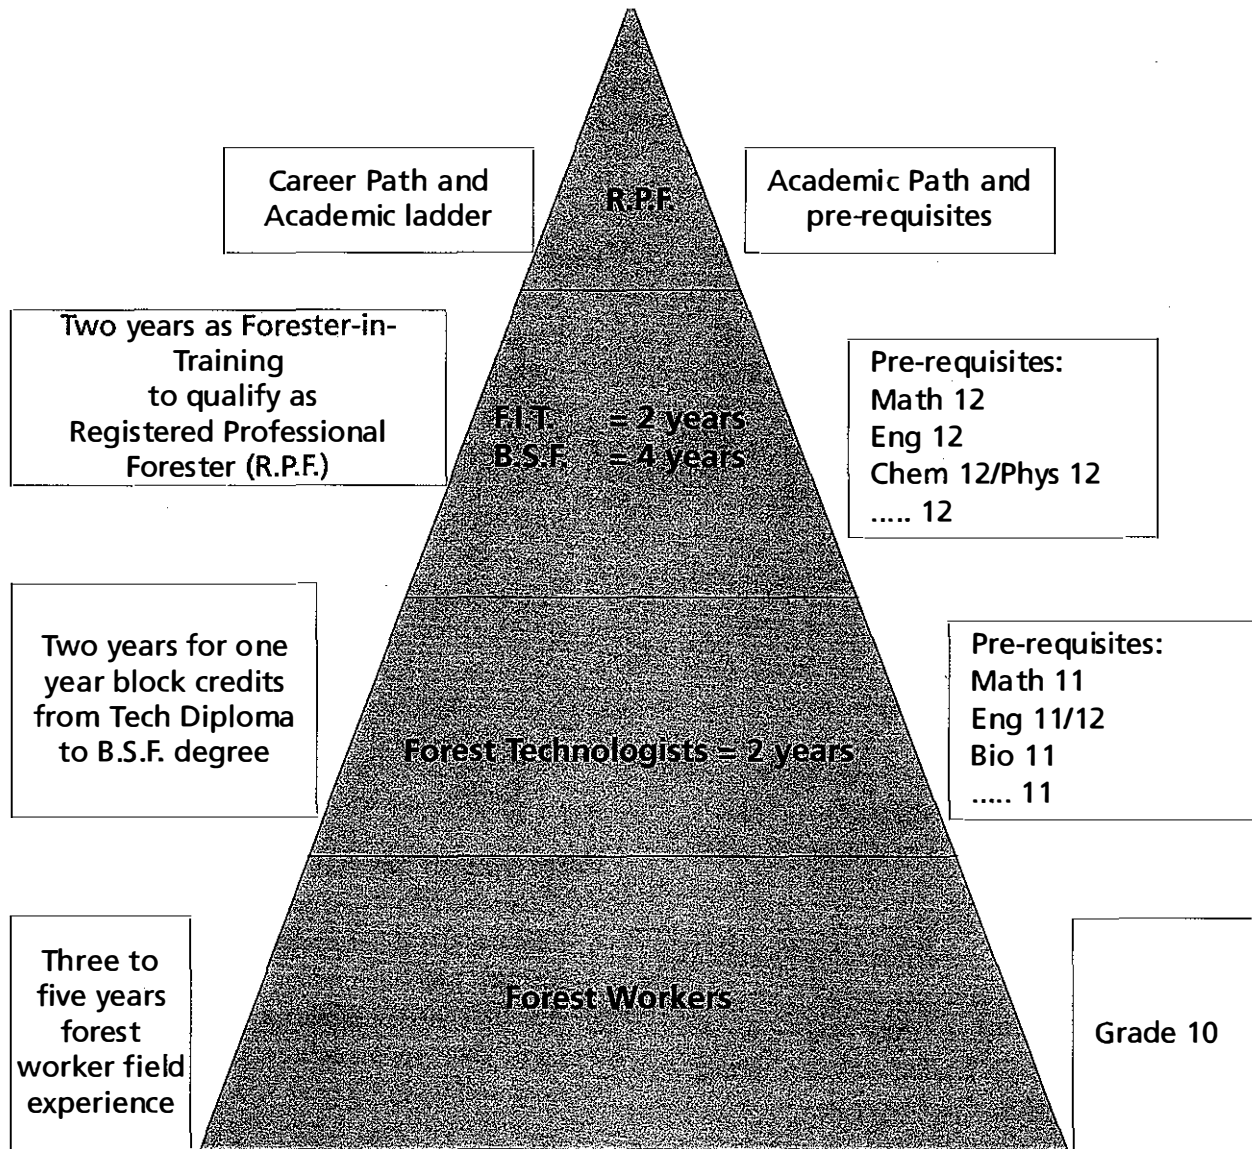 R.P.F.
Career Path and
Academic ladder
Academic Path and
pre-requisites
Two years as Forester-in-
Training
to qualify as
Registered Professional
Forester (R.P.F.)
F.I.T. = 2 years
B.S.F. = 4 years
Pre-requisites:
Math 12
Eng 12
Chem 12/Phys 12
..... 12
Two years for one
year block credits
from Tech Diploma
to B.S.F. degree
Forest Technologists = 2 years
Pre-requisites:
Math 11
Eng 11/12
Bio 11
..... 11
Three to
five years
forest
worker field
experience
Forest Workers
Grade 10